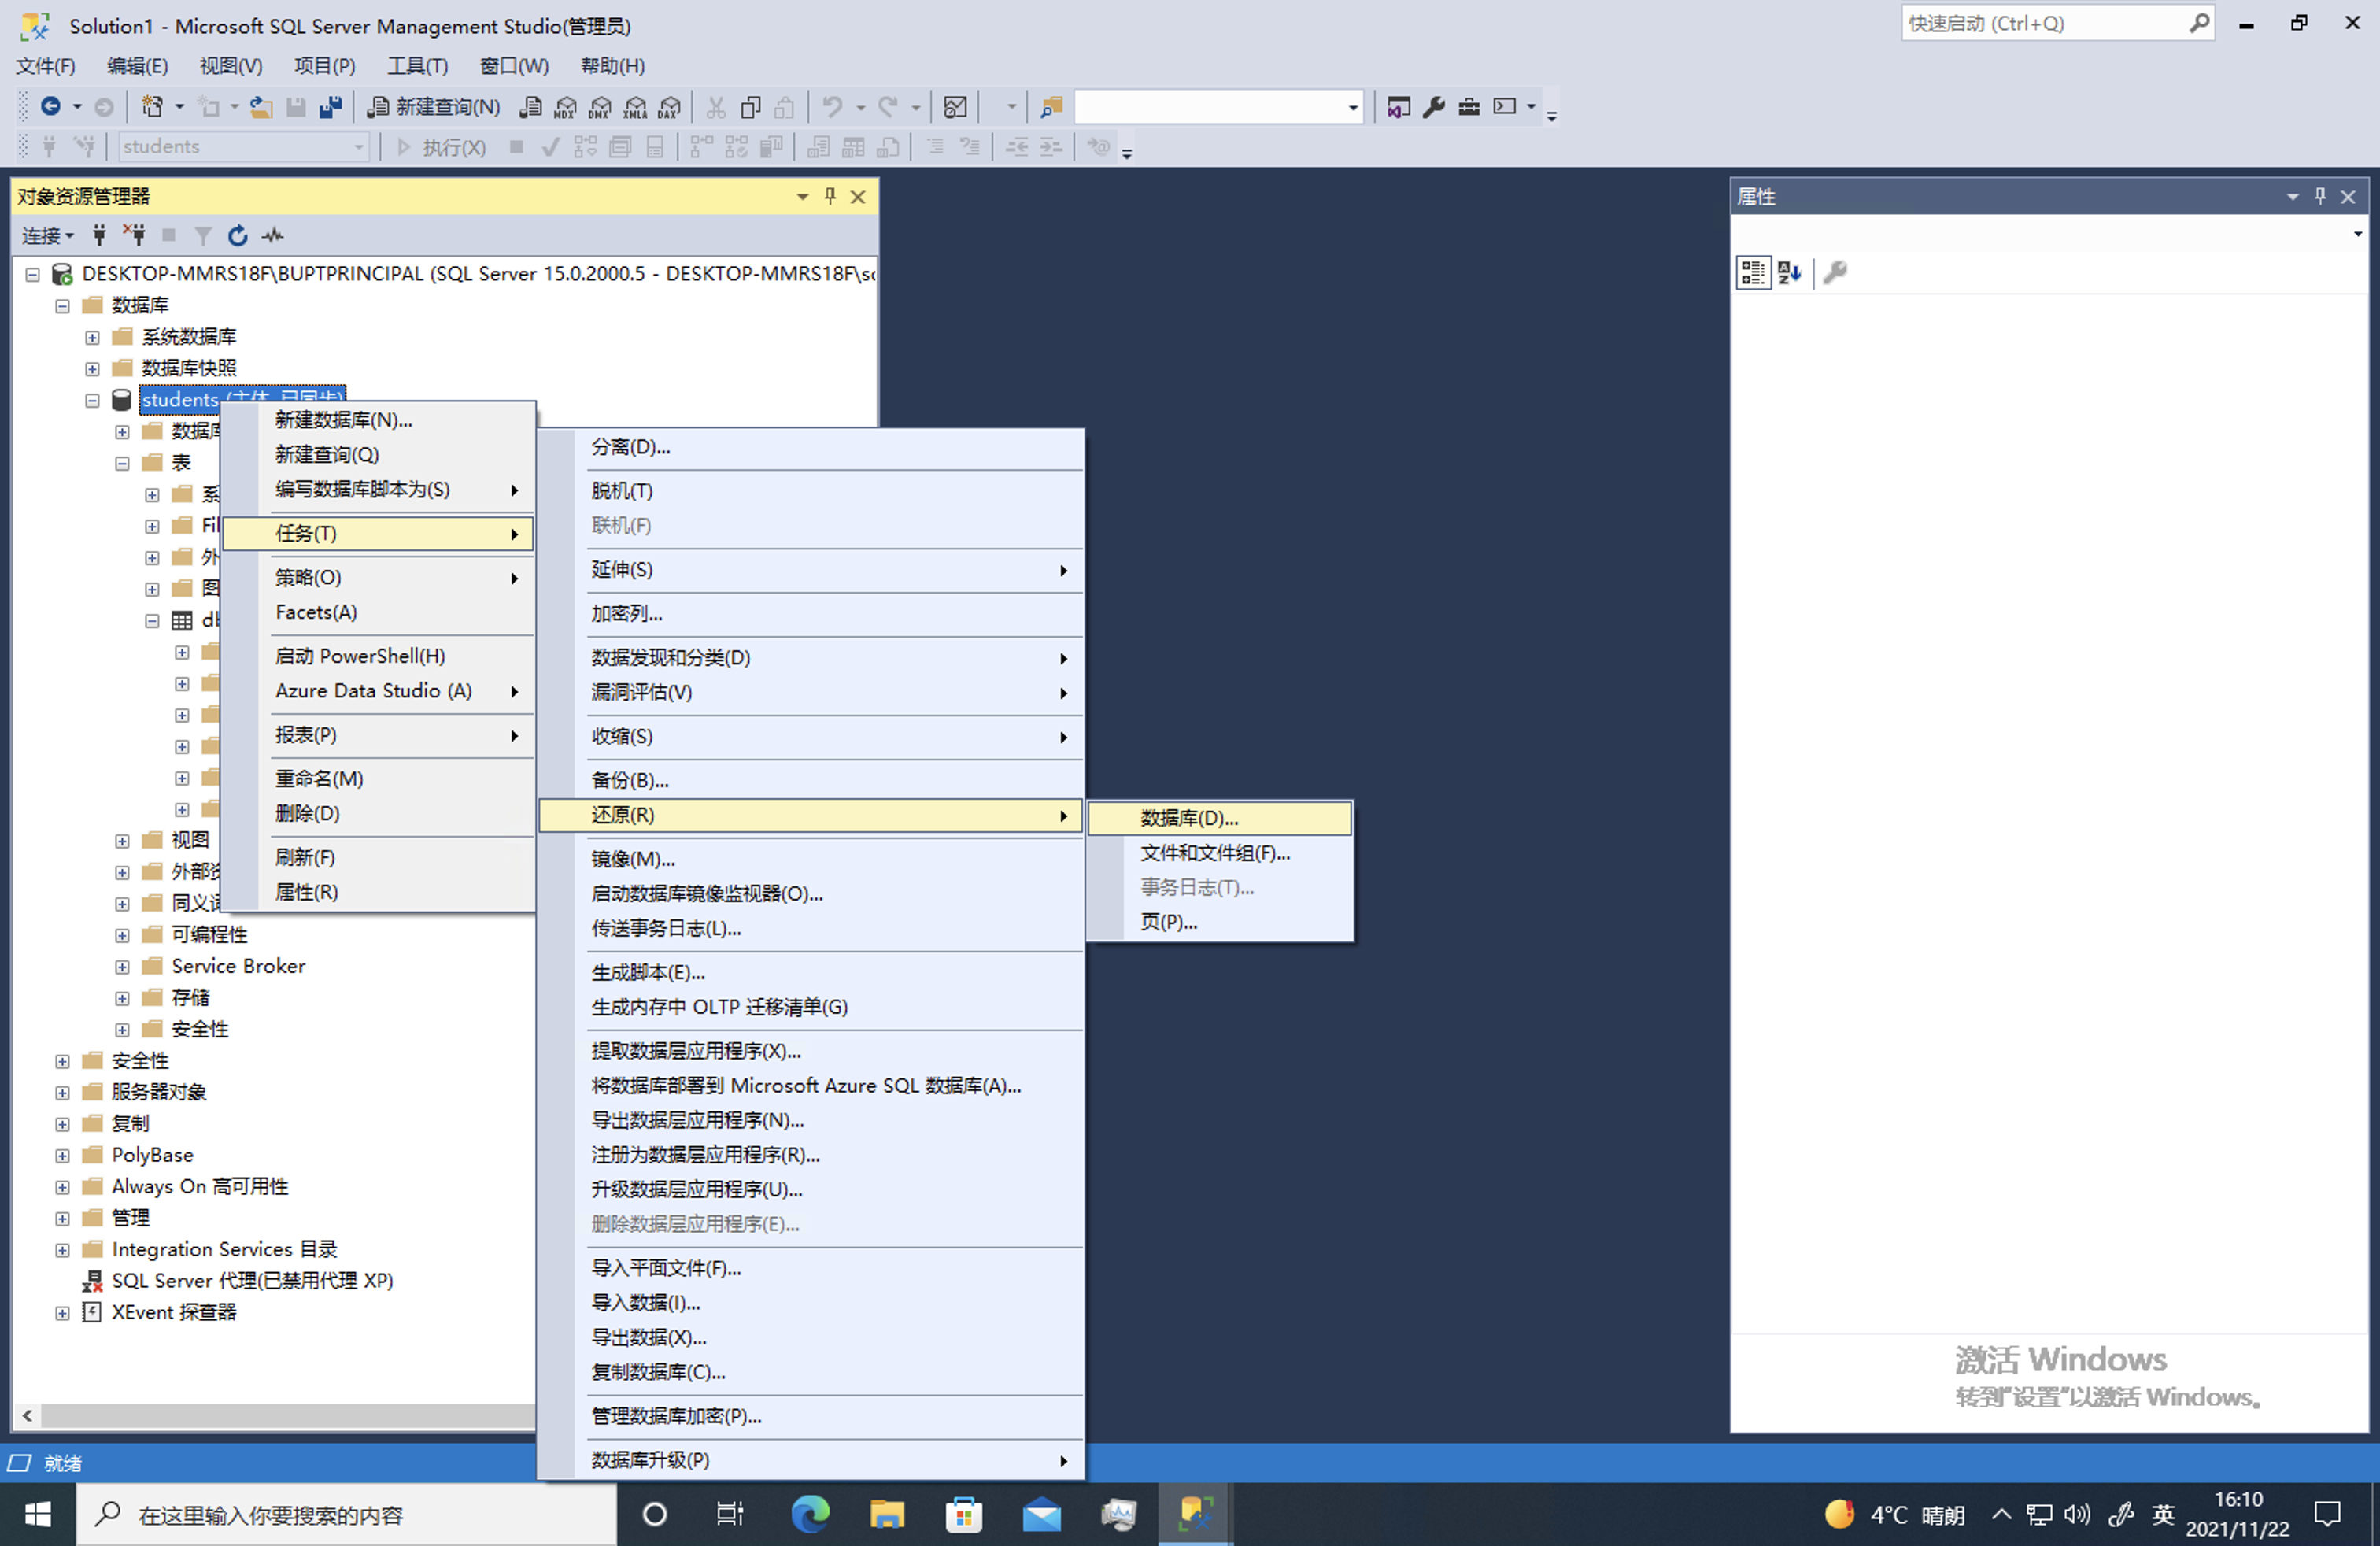 Solution1 - Microsoft SQL Server Management Studio(管理员)
快速启动 (Ctrl+Q)
文件(F) 编辑(E) 视图(V) 项目(P) 工具(T) 窗口(W) 帮助(H)
新建查询(N) MDX DMX XMLA DAX
students 执行(X)
对象资源管理器
连接
DESKTOP-MMRS18F\BUPTPRINCIPAL (SQL Server 15.0.2000.5 - DESKTOP-MMRS18F\sc
数据库
系统数据库
数据库快照
students (主体, 已同步)
数据库
表
系
Fil
外
图
db
视图
外部资
同义词
可编程性
Service Broker
存储
安全性
安全性
服务器对象
复制
PolyBase
Always On 高可用性
管理
Integration Services 目录
SQL Server 代理(已禁用代理 XP)
XEvent 探查器
新建数据库(N)...
新建查询(Q)
编写数据库脚本为(S)
任务(T)
策略(O)
Facets(A)
启动 PowerShell(H)
Azure Data Studio (A)
报表(P)
重命名(M)
删除(D)
刷新(F)
属性(R)
分离(D)...
脱机(T)
联机(F)
延伸(S)
加密列...
数据发现和分类(D)
漏洞评估(V)
收缩(S)
备份(B)...
还原(R)
镜像(M)...
启动数据库镜像监视器(O)...
传送事务日志(L)...
生成脚本(E)...
生成内存中 OLTP 迁移清单(G)
提取数据层应用程序(X)...
将数据库部署到 Microsoft Azure SQL 数据库(A)...
导出数据层应用程序(N)...
注册为数据层应用程序(R)...
升级数据层应用程序(U)...
删除数据层应用程序(E)...
导入平面文件(F)...
导入数据(I)...
导出数据(X)...
复制数据库(C)...
管理数据库加密(P)...
数据库升级(P)
数据库(D)...
文件和文件组(F)...
事务日志(T)...
页(P)...
属性
激活 Windows
转到"设置"以激活 Windows。
就绪
在这里输入你要搜索的内容
4°C 晴朗
英
16:10
2021/11/22